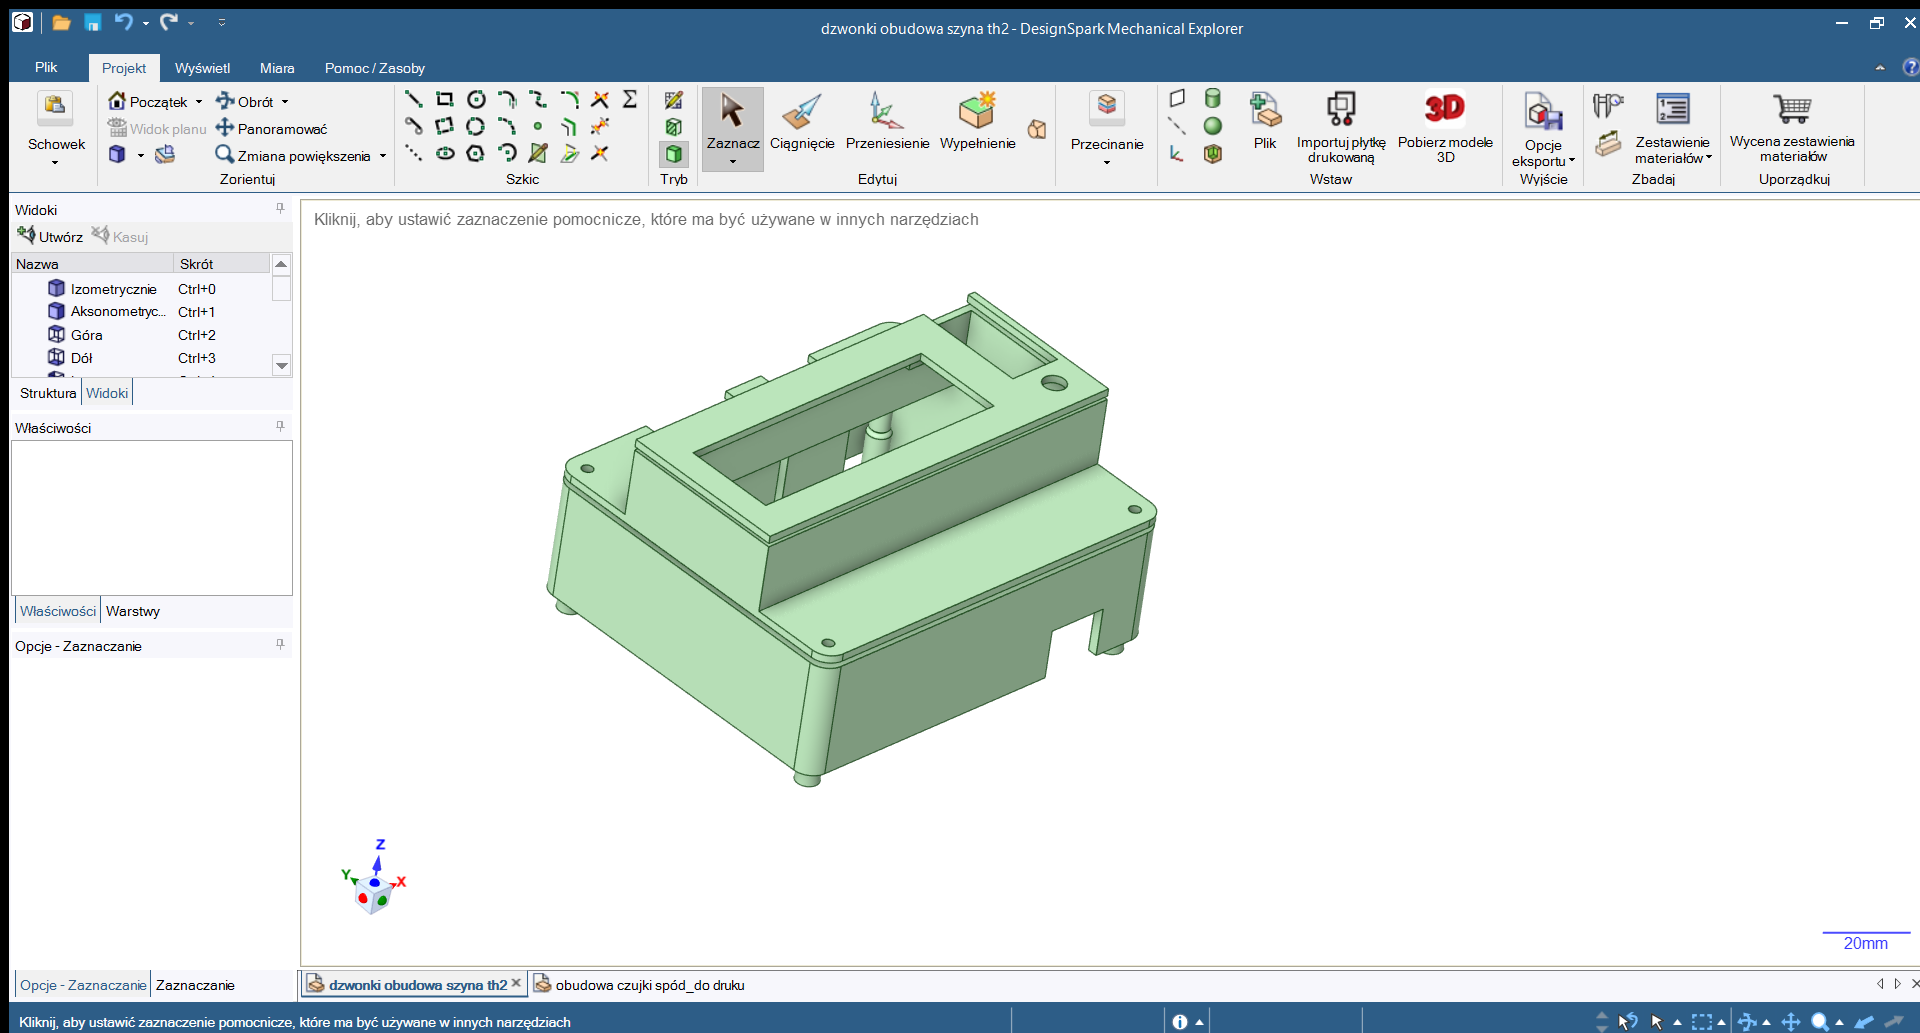 dzwonki obudowa szyna th2 - DesignSpark Mechanical Explorer
Plik
Projekt
Wyświetl
Miara
Pomoc / Zasoby
Schowek
Początek
Widok planu
Obrót
Panoramować
Zmiana powiększenia
Zorientuj
Szkic
Tryb
Zaznacz
Ciągnięcie
Przeniesienie
Wypełnienie
Edytuj
Przecinanie
Plik
Importuj płytkę
drukowaną
3D
Pobierz modele
3D
Wstaw
Opcje
eksportu
Wyjście
Zestawienie
materiałów
Zbadaj
Wycena zestawienia
materiałów
Uporządkuj
Widoki
Utwórz
Kasuj
Nazwa
Skrót
Izometrycznie Ctrl+0
Aksonometryc... Ctrl+1
Góra Ctrl+2
Dół Ctrl+3
Struktura
Widoki
Właściwości
Właściwości
Warstwy
Opcje - Zaznaczanie
Kliknij, aby ustawić zaznaczenie pomocnicze, które ma być używane w innych narzędziach
Z
Y
X
20mm
Opcje - Zaznaczanie
Zaznaczanie
dzwonki obudowa szyna th2
obudowa czujki spód_do druku
Kliknij, aby ustawić zaznaczenie pomocnicze, które ma być używane w innych narzędziach